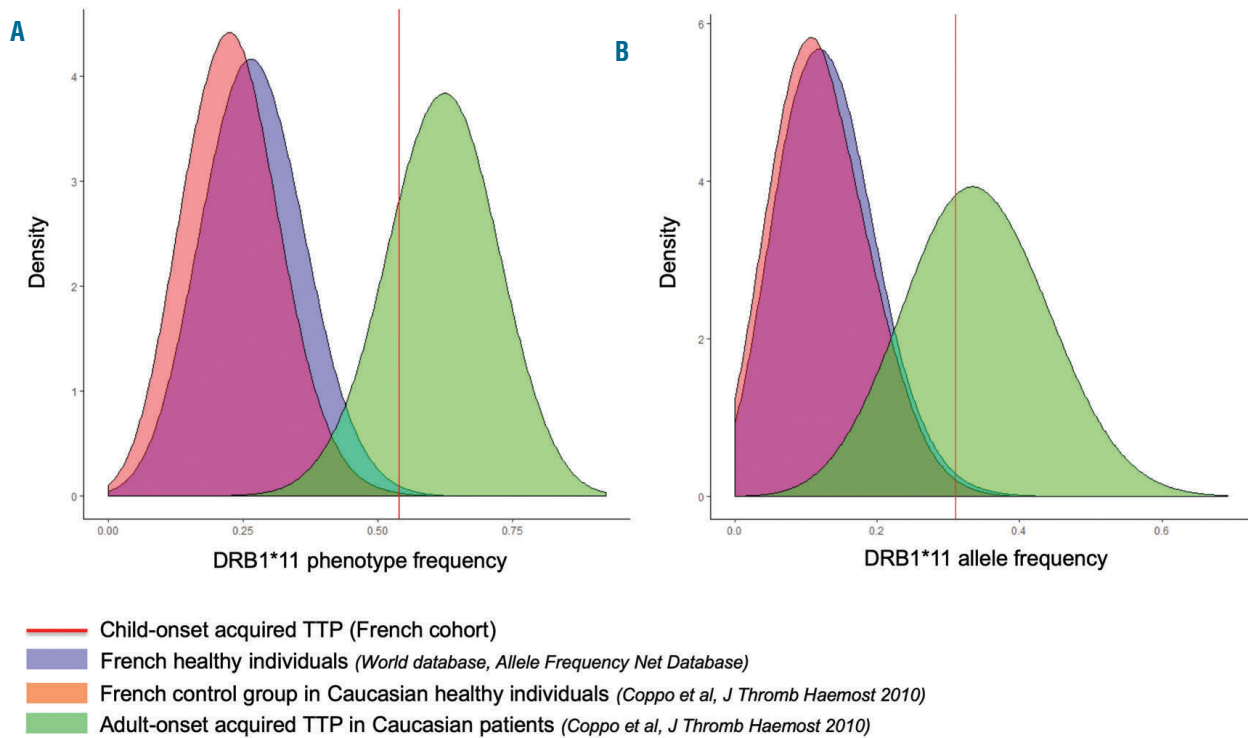 A
B
Density
4
3
2
1
0
0.00 0.25 0.50 0.75
DRB1*11 phenotype frequency
Density
6
4
2
0
0.0 0.2 0.4 0.6
DRB1*11 allele frequency
Child-onset acquired TTP (French cohort)
French healthy individuals (World database, Allele Frequency Net Database)
French control group in Caucasian healthy individuals (Coppo et al, J Thromb Haemost 2010)
Adult-onset acquired TTP in Caucasian patients (Coppo et al, J Thromb Haemost 2010)